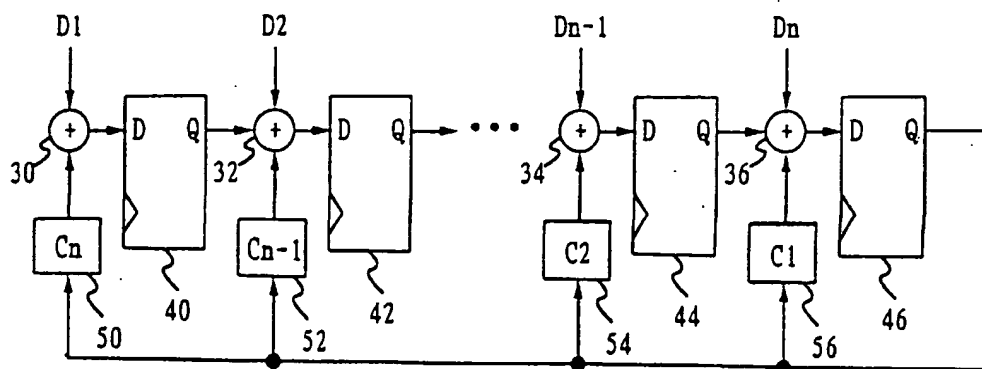 D1 D2 Dn-1 Dn
+ D Q + D Q ••• + D Q + D Q
30 32 34 36
Cn Cn-1 C2 C1
40 42 44 46
50 52 54 56